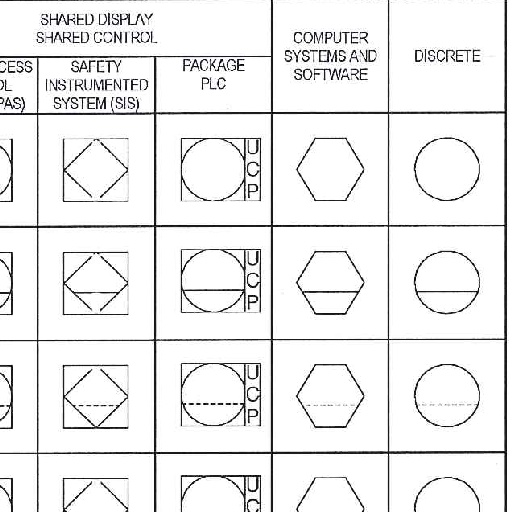 SHARED DISPLAY
SHARED CONTROL
CESS
OL
PAS)
SAFETY
INSTRUMENTED
SYSTEM (SIS)
PACKAGE
PLC
COMPUTER
SYSTEMS AND
SOFTWARE
DISCRETE
U
C
P
U
C
P
U
C
P
U
C